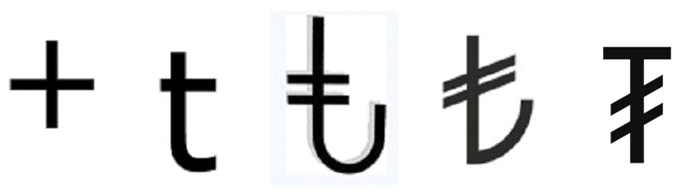 + t ₺ ₺ ₮